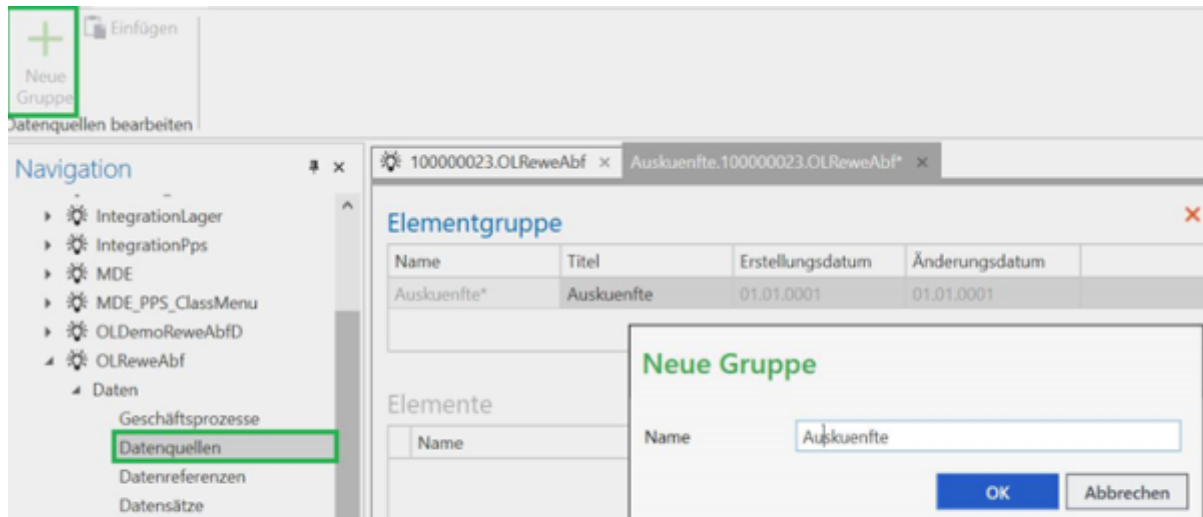 Einfügen
Neue
Gruppe
Datenquellen bearbeiten
Navigation
IntegrationLager
IntegrationPps
MDE
MDE_PPS_ClassMenu
OLDemoReweAbfD
OLReweAbf
Daten
Geschäftsprozesse
Datenquellen
Datenreferenzen
Datensätze
100000023.OLReweAbf
Auskuenfte.100000023.OLReweAbf*
Elementgruppe
Name Titel Erstellungsdatum Änderungsdatum
Auskuenfte* Auskuenfte 01.01.0001 01.01.0001
Elemente
Name
Neue Gruppe
Name Auskuenfte
OK Abbrechen